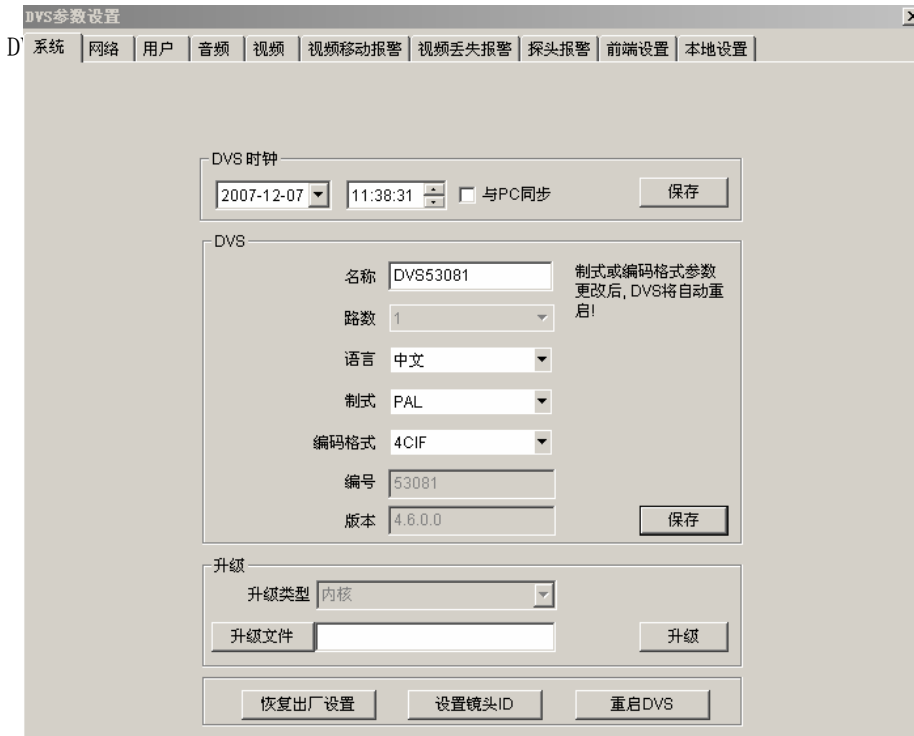 DVS参数设置
D
系统 网络 用户 音频 视频 视频移动报警 视频丢失报警 探头报警 前端设置 本地设置
DVS 时钟
2007-12-07 11:38:31 与PC同步 保存
DVS
名称 DVS53081
制式或编码格式参数
更改后, DVS将自动重
启!
路数 1
语言 中文
制式 PAL
编码格式 4CIF
编号 53081
版本 4.6.0.0 保存
升级
升级类型 内核
升级文件 升级
恢复出厂设置 设置镜头ID 重启DVS